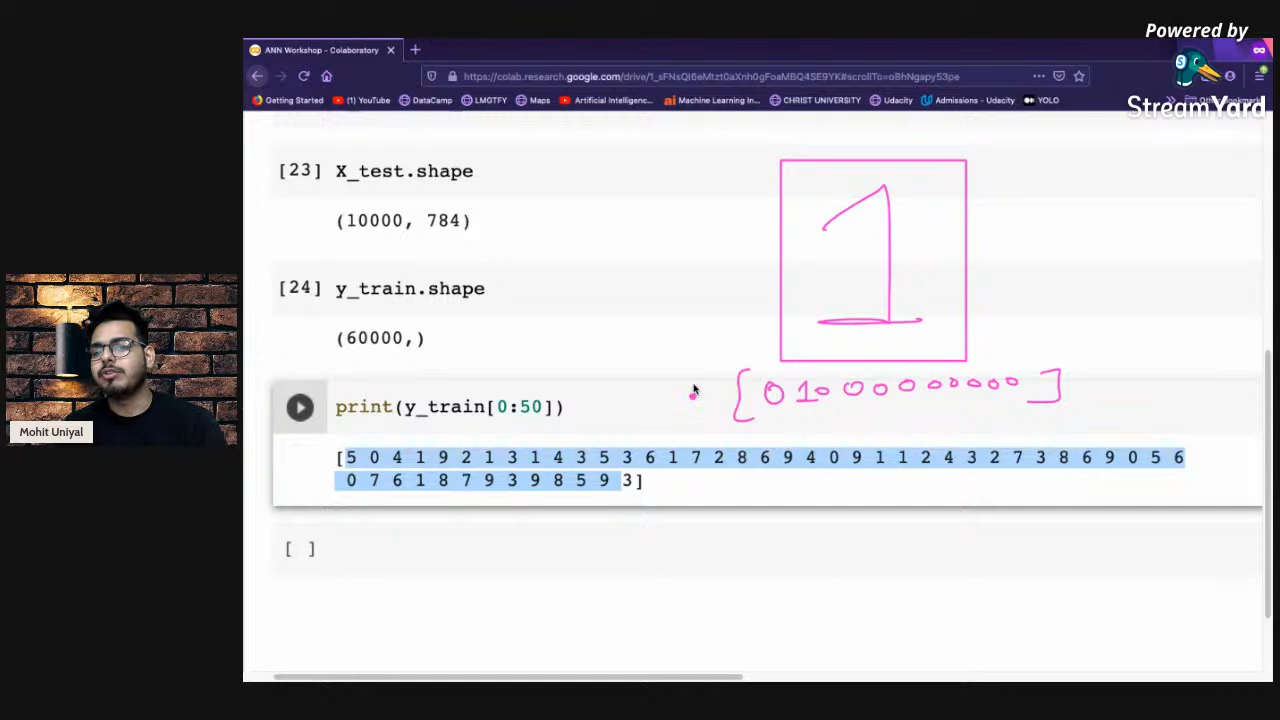 Powered by
StreamYard
ANN Workshop - Colaboratory
https://colab.research.google.com/drive/1_sFNsQI6eMtzt0aXnh0gFoaMBQ4SE9YK#scrollTo=oBhNgapy53pe
Getting Started (1) YouTube DataCamp LMGTFY Maps Artificial Intelligenc... Machine Learning In... CHRIST UNIVERSITY Udacity Admissions - Udacity YOLO
[23] X_test.shape
(10000, 784)
1
[24] y_train.shape
(60000,)
[ 0 1 0 0 0 0 0 0 0 0 0 ]
print(y_train[0:50])
[5 0 4 1 9 2 1 3 1 4 3 5 3 6 1 7 2 8 6 9 4 0 9 1 1 2 4 3 2 7 3 8 6 9 0 5 6
0 7 6 1 8 7 9 3 9 8 5 9 3]
[ ]
Mohit Uniyal